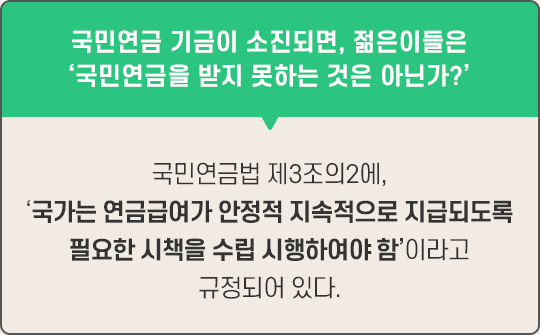 국민연금 기금이 소진되면, 젊은이들은
‘국민연금을 받지 못하는 것은 아닌가?’
국민연금법 제3조의2에,
‘국가는 연금급여가 안정적 지속적으로 지급되도록
필요한 시책을 수립 시행하여야 함’이라고
규정되어 있다.